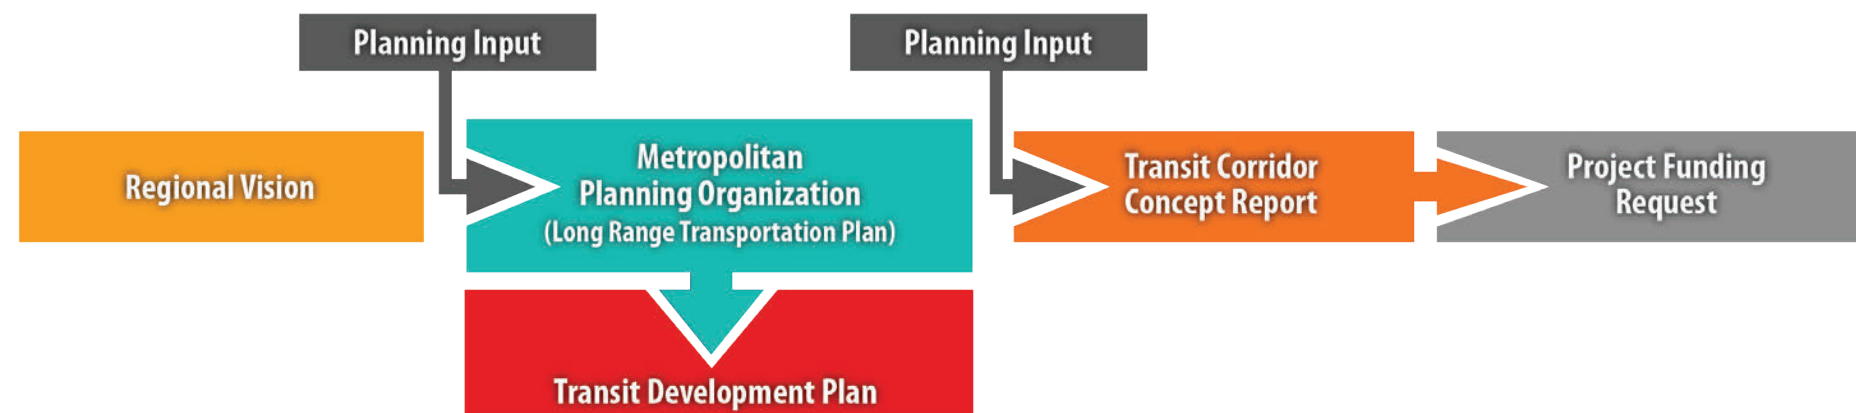 Planning Input
Planning Input
Regional Vision
Metropolitan
Planning Organization
(Long Range Transportation Plan)
Transit Corridor
Concept Report
Project Funding
Request
Transit Development Plan